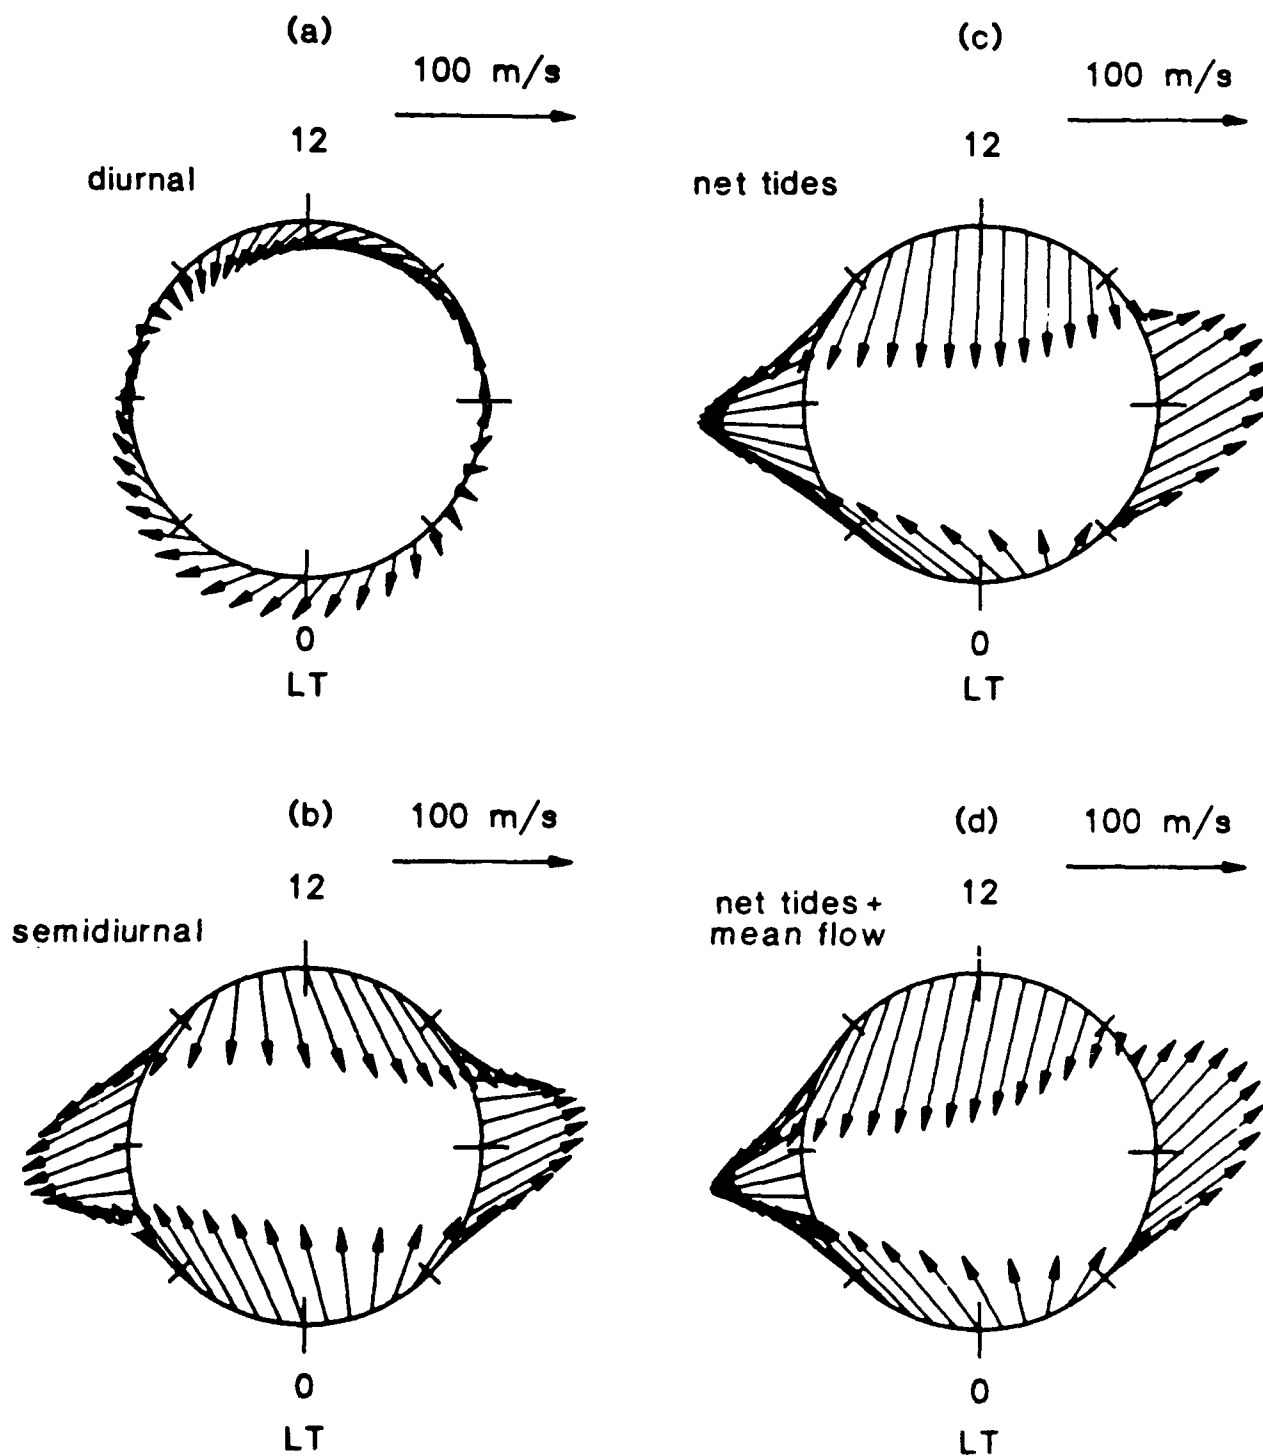 (a)
100 m/s
12
diurnal
0
LT
(c)
100 m/s
12
net tides
0
LT
(b)
100 m/s
12
semidiurnal
0
LT
(d)
100 m/s
12
net tides +
mean flow
0
LT